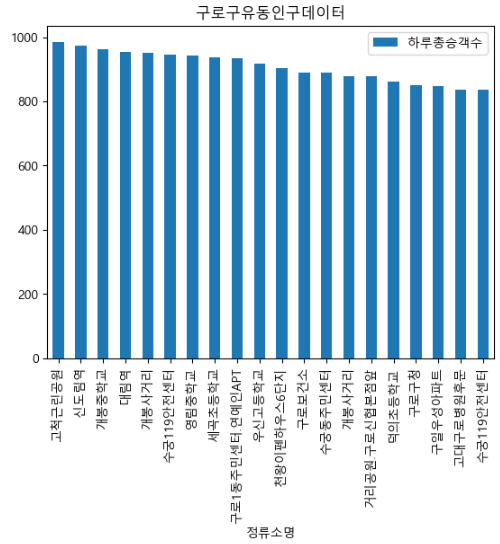 구로구유동인구데이터
하루총승객수
1000
800
600
400
200
0
고척근린공원
신도림역
개봉중학교
대림역
개봉사거리
수궁119안전센터
영림중학교
세곡초등학교
구로1동주민센터.연예인APT
우신고등학교
천왕이펜하우스6단지
구로보건소
수궁동주민센터
개봉사거리
거리공원.구로신협본점앞
덕의초등학교
구로구청
구일우성아파트
고대구로병원후문
수궁119안전센터
정류소명